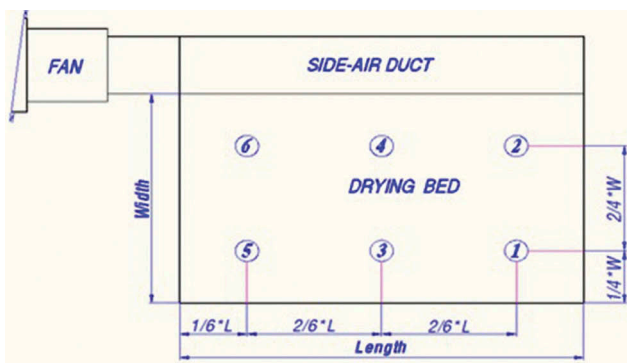 FAN
SIDE-AIR DUCT
6
4
2
DRYING BED
Width
2/4*W
5
3
1
1/4*W
1/6*L
2/6*L
2/6*L
Length